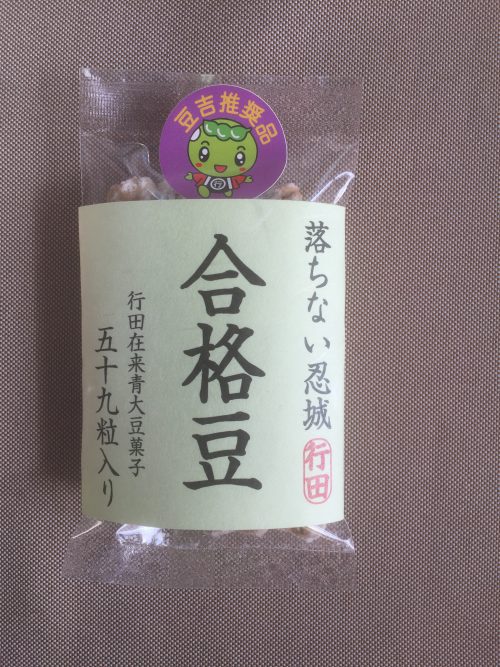 豆吉推奨品
行
落ちない忍城
行田
合格豆
行田在来青大豆菓子
五十九粒入り